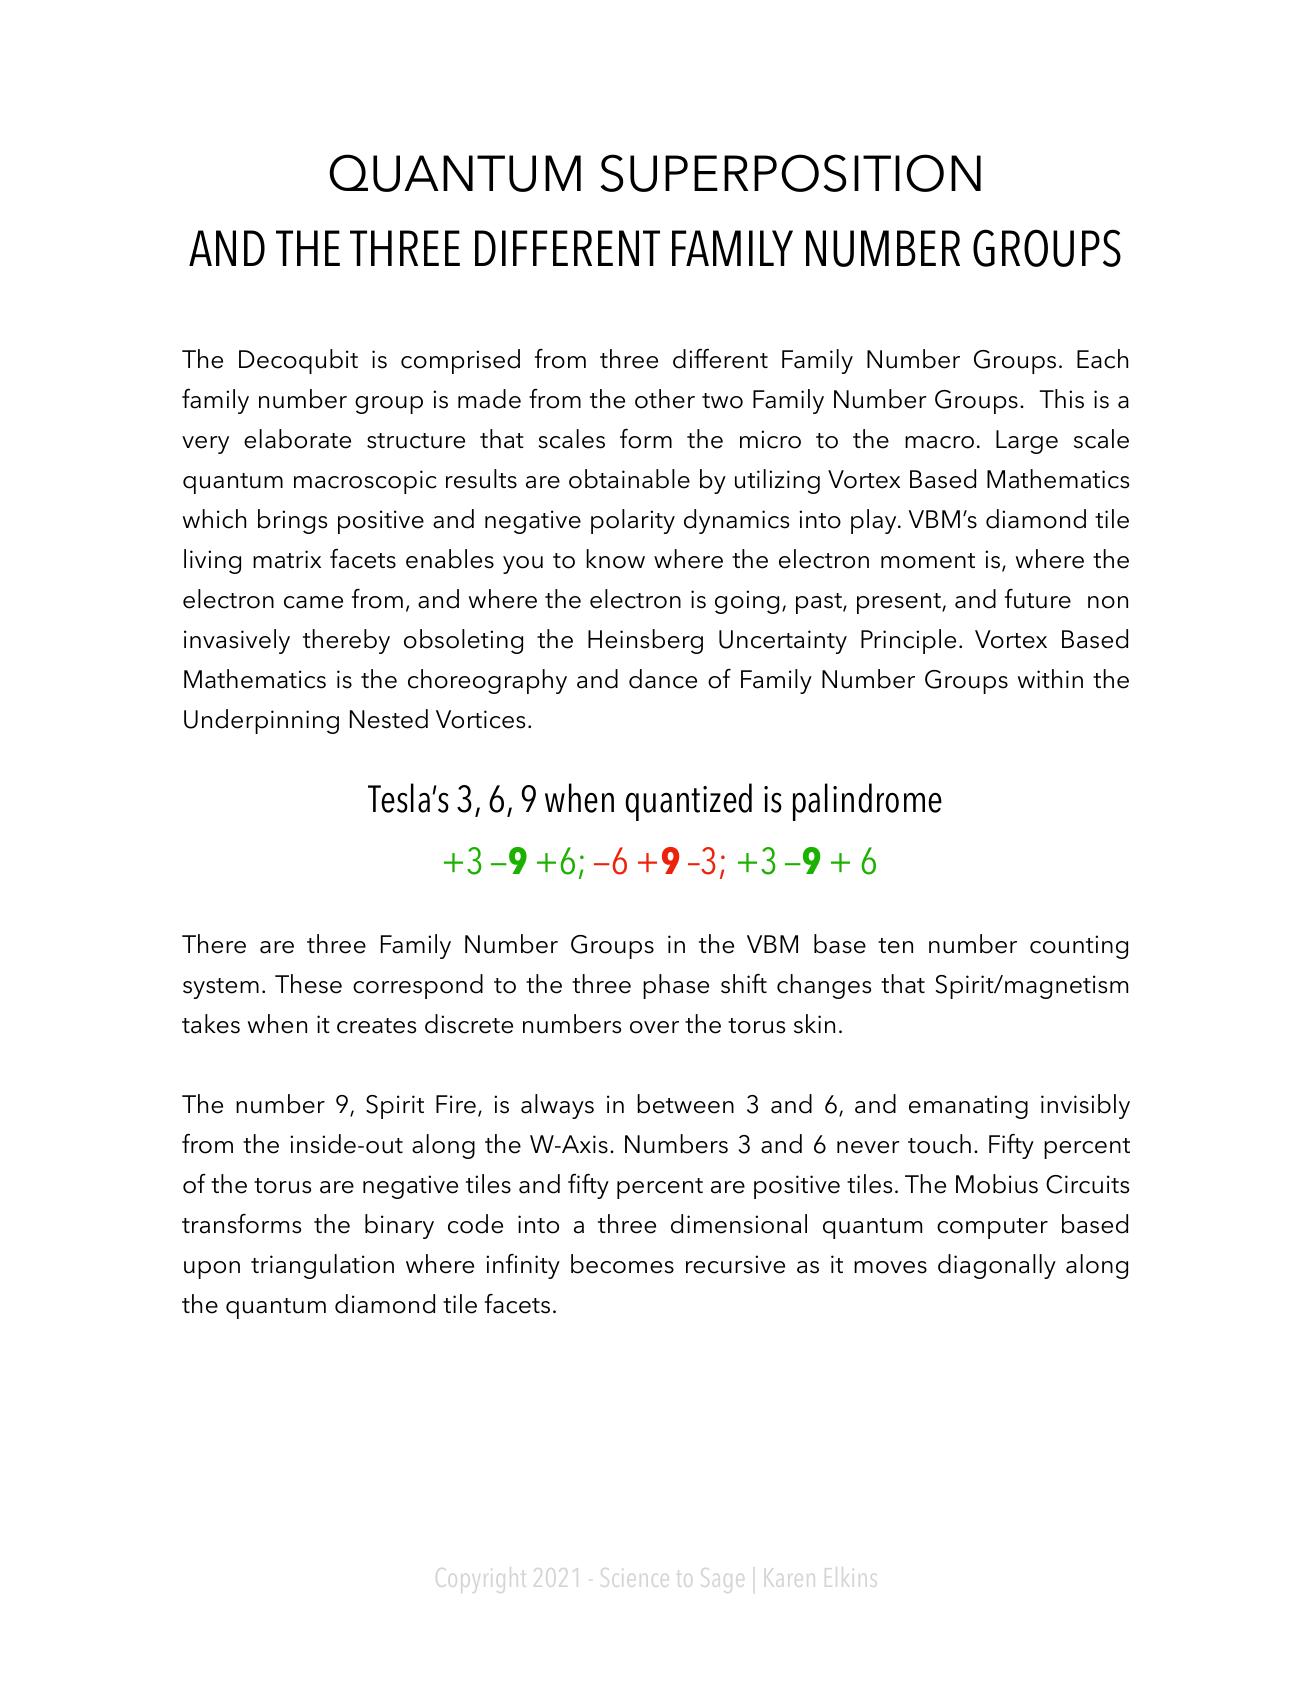 QUANTUM SUPERPOSITION
AND THE THREE DIFFERENT FAMILY NUMBER GROUPS
The Decoqubit is comprised from three different Family Number Groups. Each
family number group is made from the other two Family Number Groups.  This is a
very elaborate structure that scales form the micro to the macro. Large scale
quantum macroscopic results are obtainable by utilizing Vortex Based Mathematics
which brings positive and negative polarity dynamics into play. VBM’s diamond tile
living matrix facets enables you to know where the electron moment is, where the
electron came from, and where the electron is going, past, present, and future  non
invasively thereby obsoleting the Heinsberg Uncertainty Principle. Vortex Based
Mathematics is the choreography and dance of Family Number Groups within the
Underpinning Nested Vortices.
Tesla’s 3, 6, 9 when quantized is palindrome
+3 –9 +6; –6 +9 -3; +3 –9 + 6
There are three Family Number Groups in the VBM base ten number counting
system. These correspond to the three phase shift changes that Spirit/magnetism
takes when it creates discrete numbers over the torus skin.
The number 9, Spirit Fire, is always in between 3 and 6, and emanating invisibly
from the inside-out along the W-Axis. Numbers 3 and 6 never touch. Fifty percent
of the torus are negative tiles and fifty percent are positive tiles. The Mobius Circuits
transforms the binary code into a three dimensional quantum computer based
upon triangulation where infinity becomes recursive as it moves diagonally along
the quantum diamond tile facets.
Copyright 2021 - Science to Sage | Karen Elkins